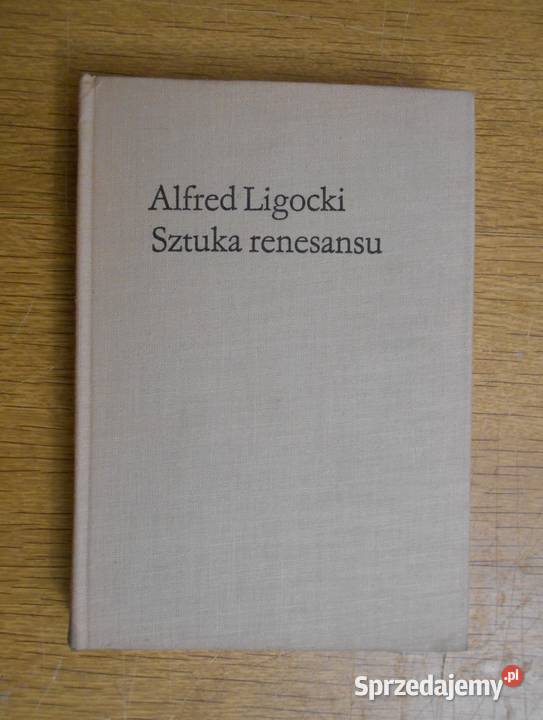 Alfred Ligocki
Sztuka renesansu
Sprzedajemy.pl